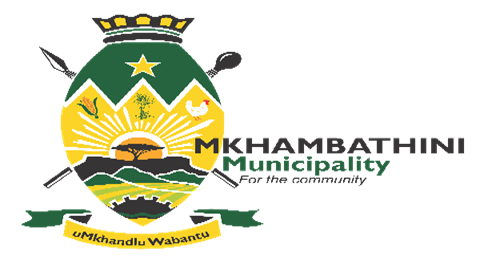 MKHAMBATHINI
Municipality
For the community
uMkhandlu Wabantu